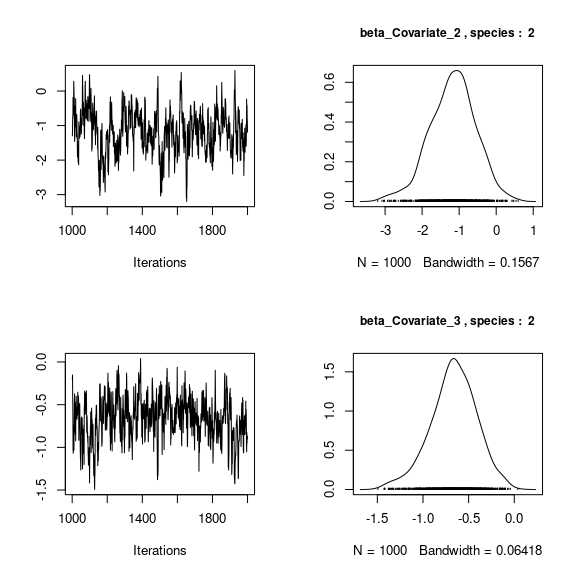 beta_Covariate_2 , species : 2
0
-1
-2
-3
1000 1400 1800
Iterations
0.6
0.4
0.2
0.0
-3 -2 -1 0 1
N = 1000 Bandwidth = 0.1567
beta_Covariate_3 , species : 2
0.0
-0.5
-1.0
-1.5
1000 1400 1800
Iterations
1.5
1.0
0.5
0.0
-1.5 -1.0 -0.5 0.0
N = 1000 Bandwidth = 0.06418